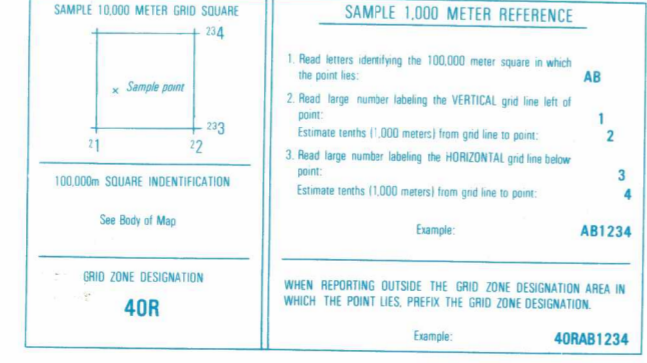 SAMPLE 10,000 METER GRID SQUARE
234
× Sample point
233
21 22
100,000m SQUARE INDENTIFICATION
See Body of Map
GRID ZONE DESIGNATION
40R
SAMPLE 1,000 METER REFERENCE
1. Read letters identifying the 100,000 meter square in which
the point lies: AB
2. Read large number labeling the VERTICAL grid line left of
point: 1
Estimate tenths (1,000 meters) from grid line to point: 2
3. Read large number labeling the HORIZONTAL grid line below
point: 3
Estimate tenths (1,000 meters) from grid line to point: 4
Example: AB1234
WHEN REPORTING OUTSIDE THE GRID ZONE DESIGNATION AREA IN
WHICH THE POINT LIES, PREFIX THE GRID ZONE DESIGNATION.
Example: 40RAB1234